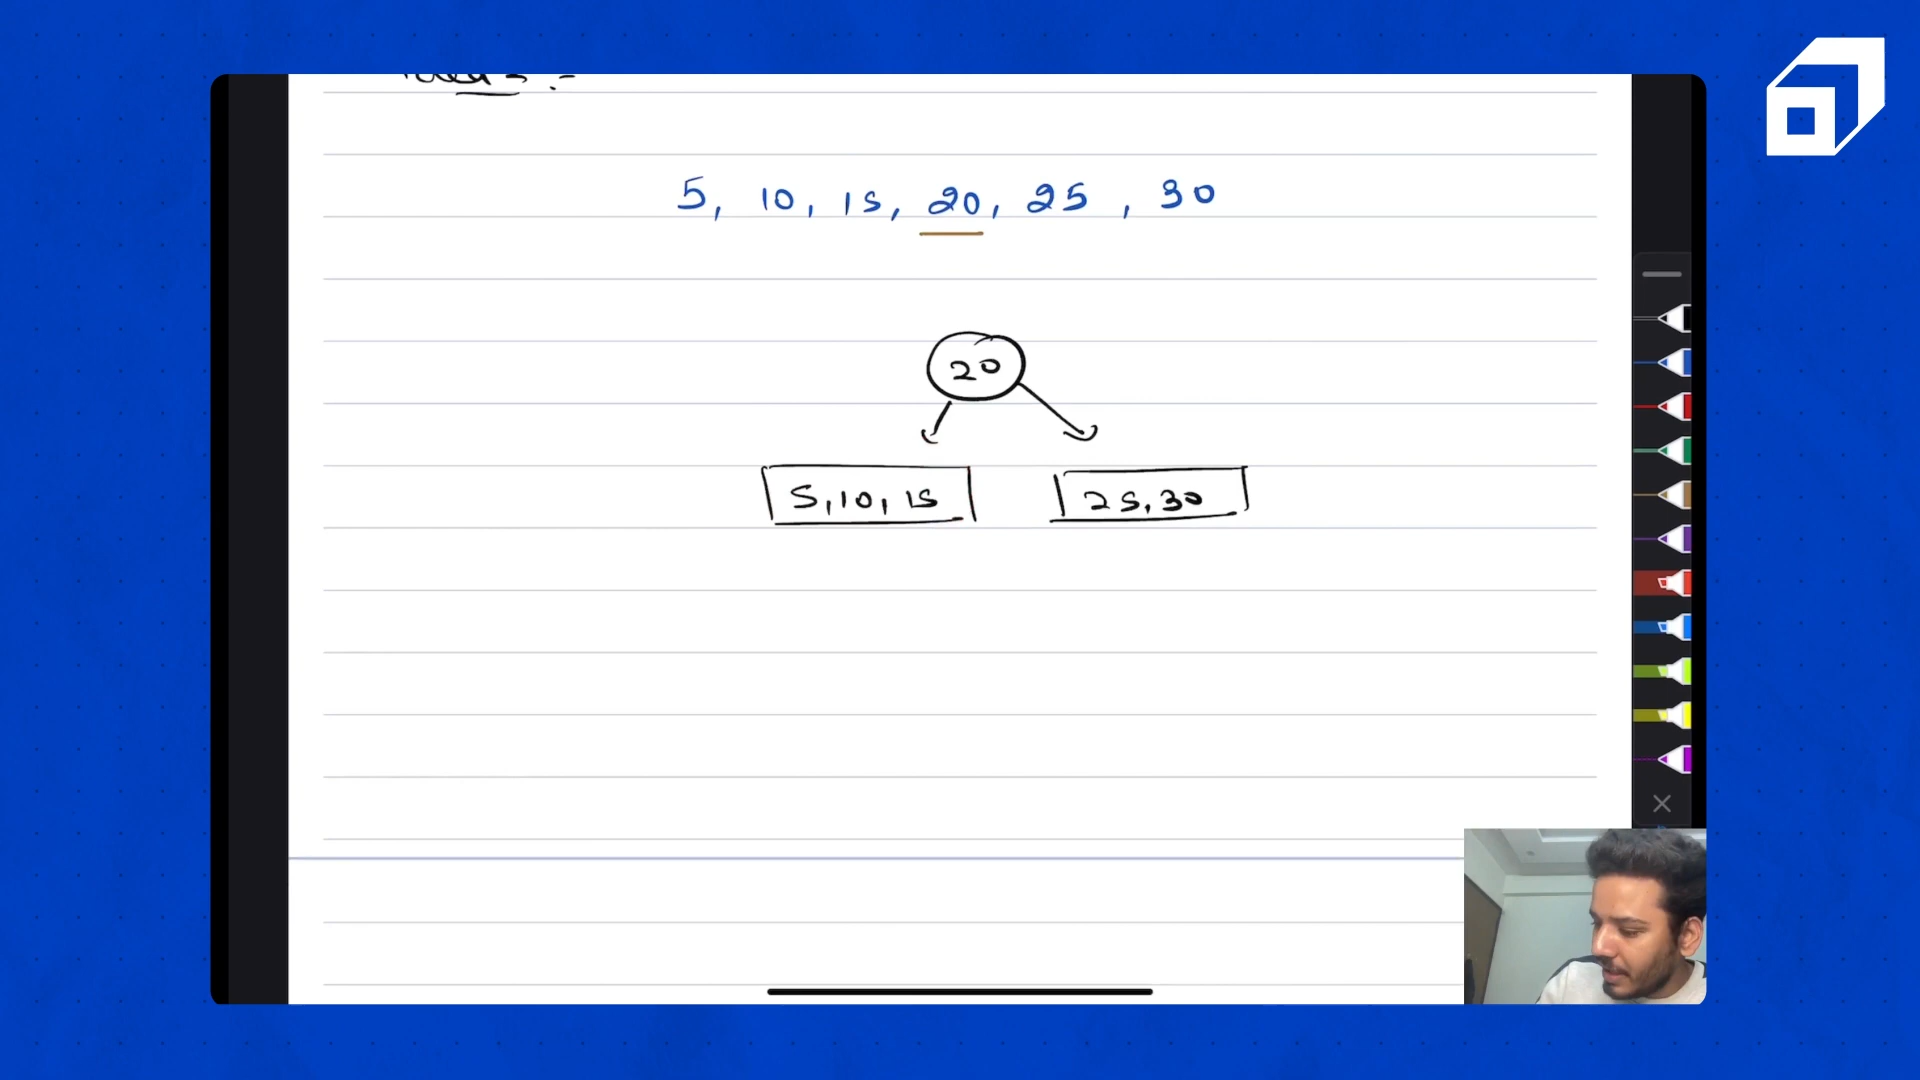 5, 10, 15, 20, 25, 30
20
5, 10, 15
25, 30